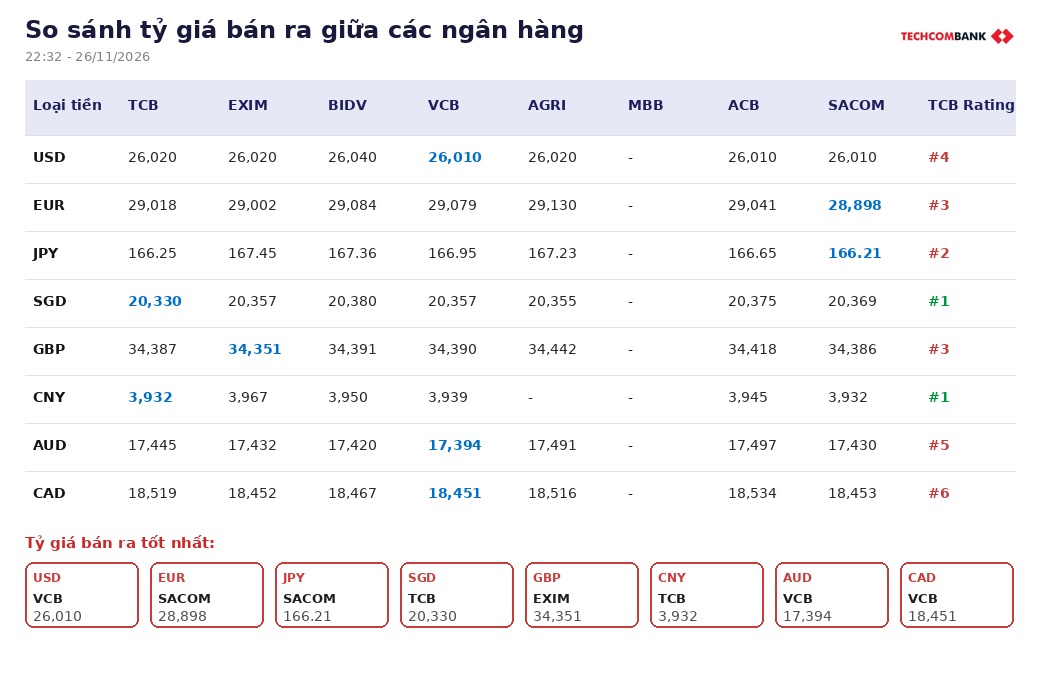 So sánh tỷ giá bán ra giữa các ngân hàng
TECHCOMBANK
22:32 - 26/11/2026
Loại tiền TCB EXIM BIDV VCB AGRI MBB ACB SACOM TCB Rating
USD 26,020 26,020 26,040 26,010 26,020 - 26,010 26,010 #4
EUR 29,018 29,002 29,084 29,079 29,130 - 29,041 28,898 #3
JPY 166.25 167.45 167.36 166.95 167.23 - 166.65 166.21 #2
SGD 20,330 20,357 20,380 20,357 20,355 - 20,375 20,369 #1
GBP 34,387 34,351 34,391 34,390 34,442 - 34,418 34,386 #3
CNY 3,932 3,967 3,950 3,939 - - 3,945 3,932 #1
AUD 17,445 17,432 17,420 17,394 17,491 - 17,497 17,430 #5
CAD 18,519 18,452 18,467 18,451 18,516 - 18,534 18,453 #6
Tỷ giá bán ra tốt nhất:
USD EUR JPY SGD GBP CNY AUD CAD
VCB SACOM SACOM TCB EXIM TCB VCB VCB
26,010 28,898 166.21 20,330 34,351 3,932 17,394 18,451